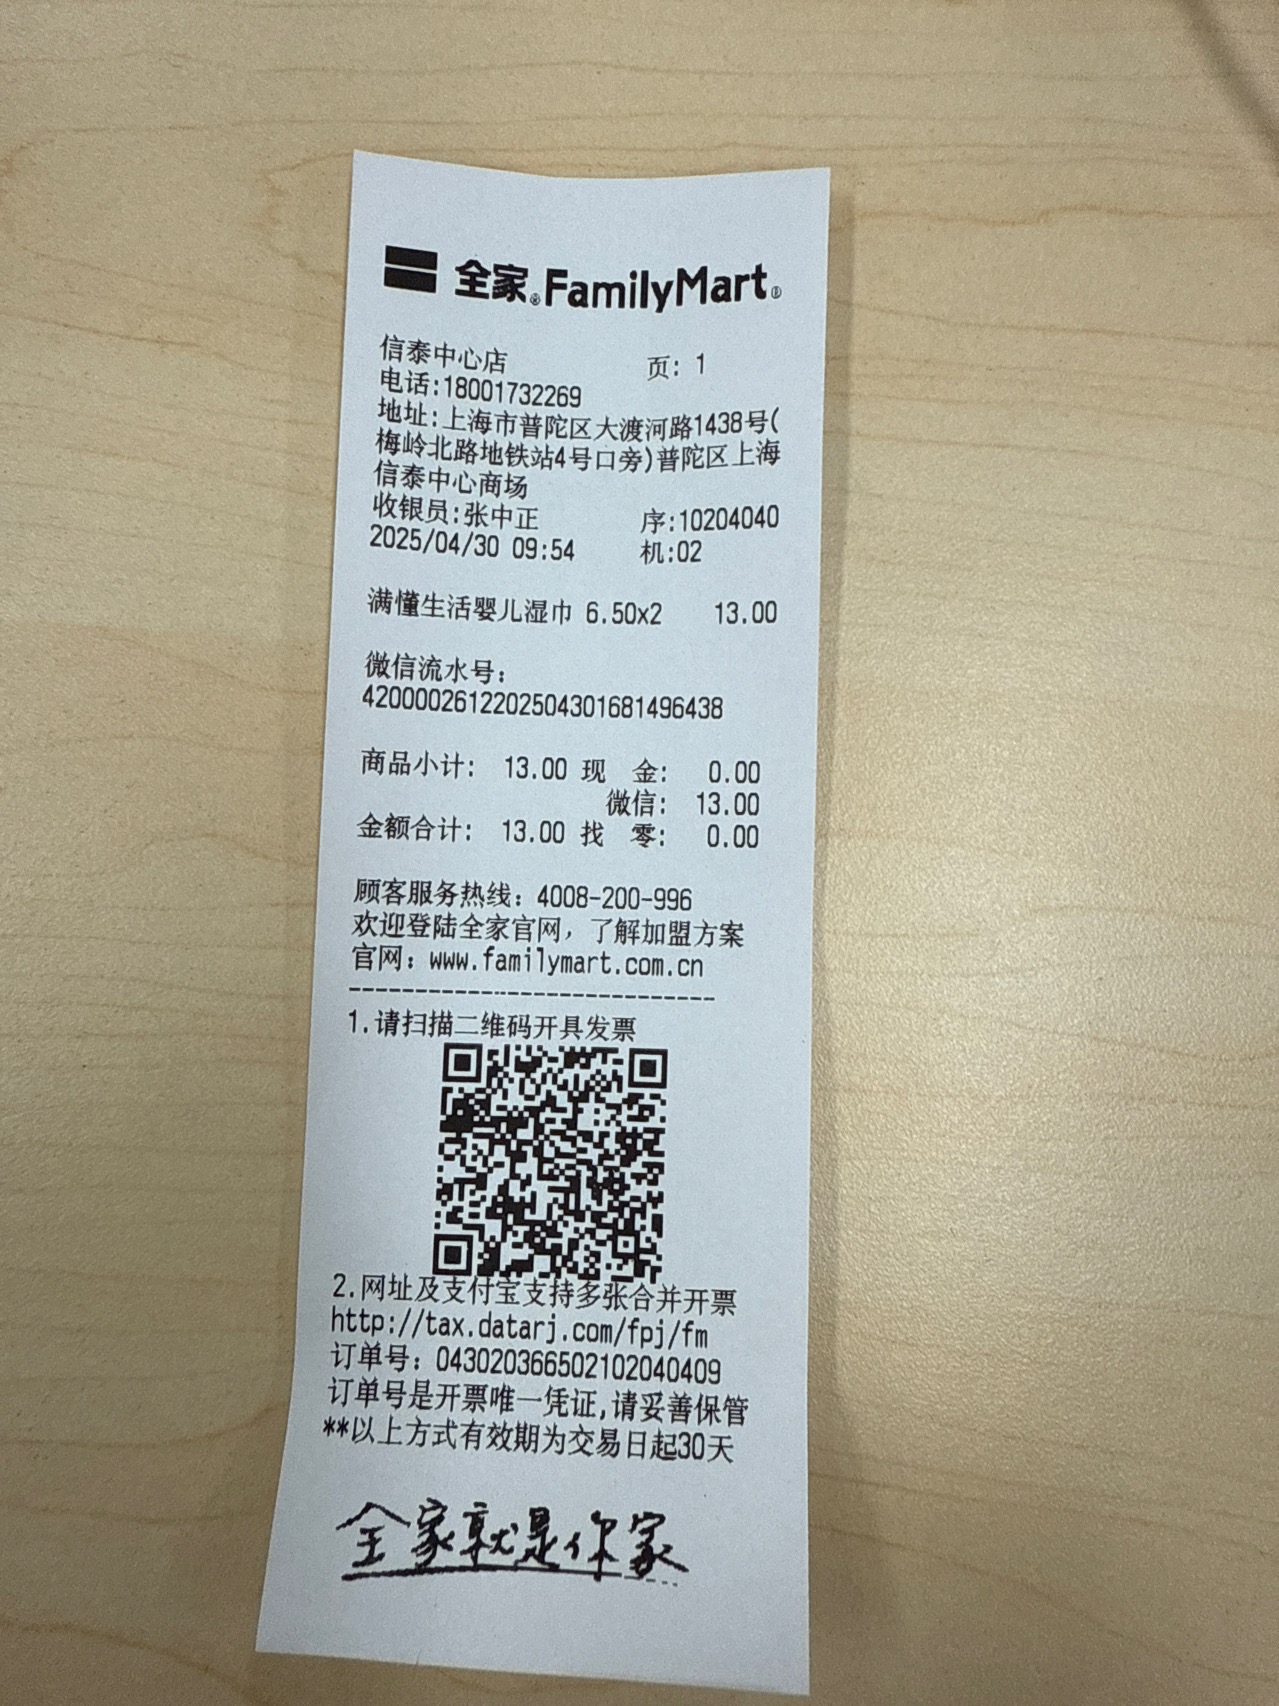 全家® FamilyMart®
信泰中心店 页: 1
电话:18001732269
地址:上海市普陀区大渡河路1438号(
梅岭北路地铁站4号口旁)普陀区上海
信泰中心商场
收银员:张中正 序:10204040
2025/04/30 09:54 机:02
满懂生活婴儿湿巾 6.50x2 13.00
微信流水号:
4200002612202504301681496438
商品小计: 13.00 现 金: 0.00
微信: 13.00
金额合计: 13.00 找 零: 0.00
顾客服务热线: 4008-200-996
欢迎登陆全家官网，了解加盟方案
官网: www.familymart.com.cn
1.请扫描二维码开具发票
2.网址及支付宝支持多张合并开票
http://tax.datarj.com/fpj/fm
订单号: 0430203665021020​40409
订单号是开票唯一凭证,请妥善保管
**以上方式有效期为交易日起30天
全家就是你家